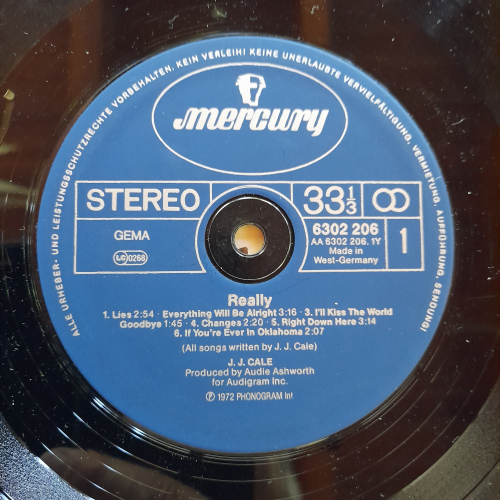 ALLE URHEBER- UND LEISTUNGSSCHUTZRECHTE VORBEHALTEN. KEIN VERLEIH! KEINE UNERLAUBTE VERVIELFÄLTIGUNG, VERMIETUNG, AUFFÜHRUNG, SENDUNG!
mercury
STEREO
33 1/3
GEMA
LC 0268
6302 206
AA 6302 206. 1Y
Made in
West-Germany
1
Really
1. Lies 2:54 · Everything Will Be Alright 3:16 · 3. I'll Kiss The World
Goodbye 1:45 · 4. Changes 2:20 · 5. Right Down Here 3:14
6. If You're Ever In Oklahoma 2:07
(All songs written by J. J. Cale)
J. J. CALE
Produced by Audie Ashworth
for Audigram Inc.
Ⓟ 1972 PHONOGRAM Int